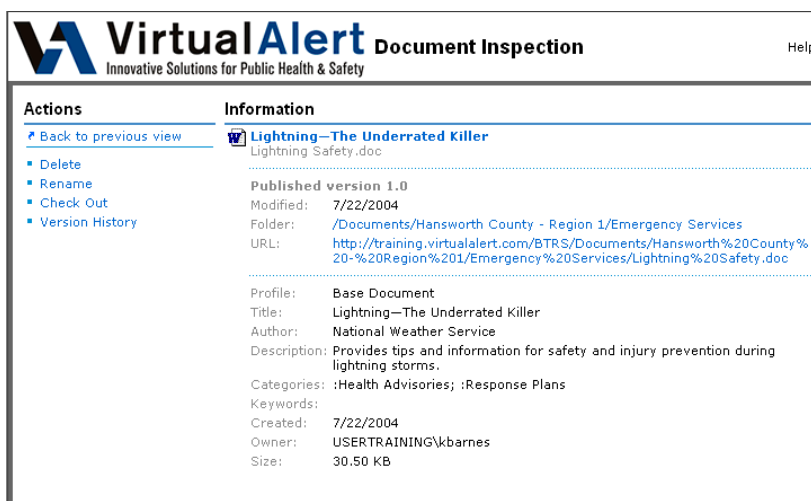 VirtualAlert Document Inspection
Innovative Solutions for Public Health & Safety
Help
Actions
Back to previous view
Delete
Rename
Check Out
Version History
Information
Lightning—The Underrated Killer
Lightning Safety.doc
Published version 1.0
Modified: 7/22/2004
Folder: /Documents/Hansworth County - Region 1/Emergency Services
URL: http://training.virtualalert.com/BTRS/Documents/Hansworth%20County%
20-%20Region%201/Emergency%20Services/Lightning%20Safety.doc
Profile: Base Document
Title: Lightning—The Underrated Killer
Author: National Weather Service
Description: Provides tips and information for safety and injury prevention during
lightning storms.
Categories: :Health Advisories; :Response Plans
Keywords:
Created: 7/22/2004
Owner: USERTRAINING\kbarnes
Size: 30.50 KB